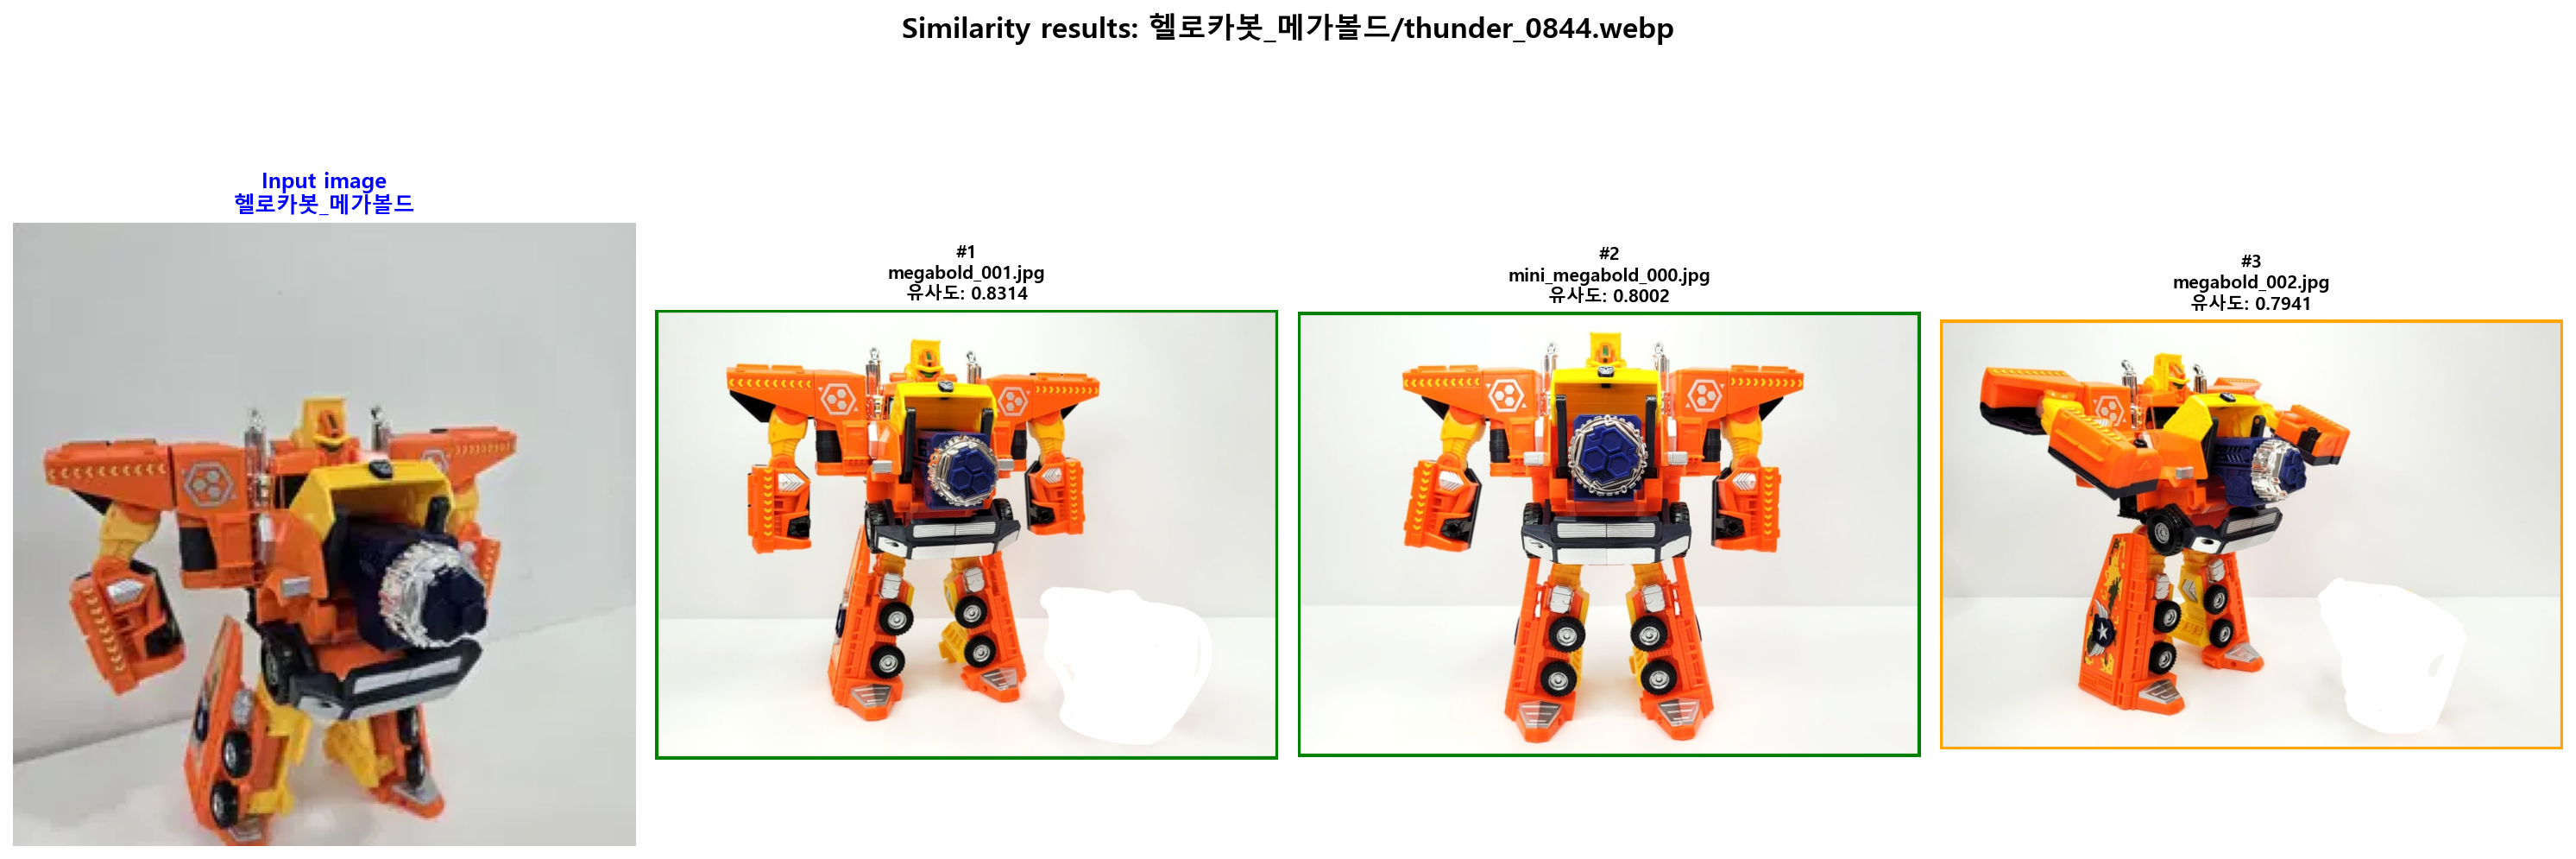 Similarity results: 헬로카봇_메가볼드/thunder_0844.webp
Input image
헬로카봇_메가볼드
#1
megabold_001.jpg
유사도: 0.8314
#2
mini_megabold_000.jpg
유사도: 0.8002
#3
megabold_002.jpg
유사도: 0.7941